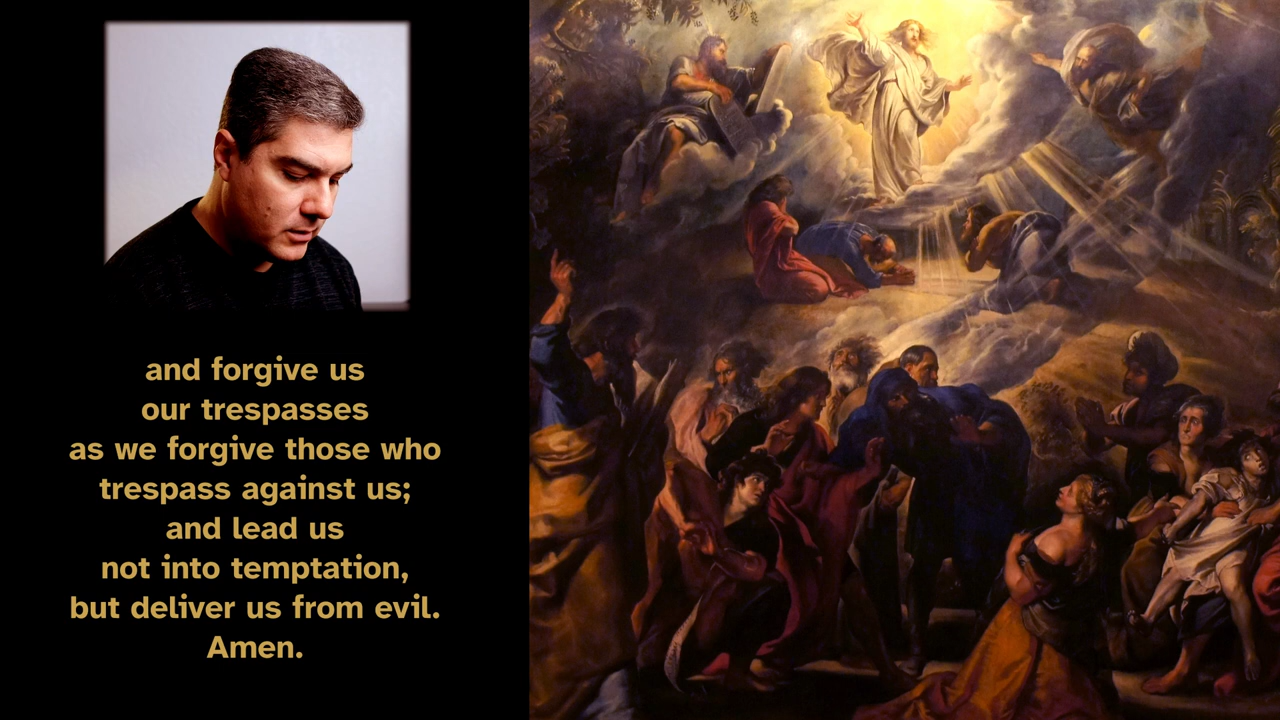 and forgive us
our trespasses
as we forgive those who
trespass against us;
and lead us
not into temptation,
but deliver us from evil.
Amen.